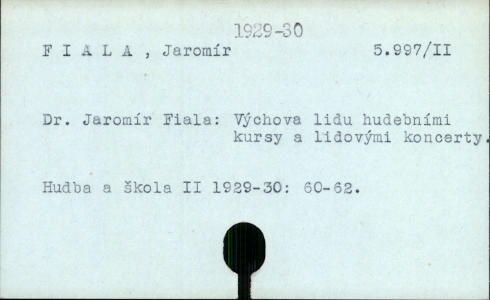 1929-30
F I A L A , Jaromír 5.997/II
Dr. Jaromír Fiala: Výchova lidu hudebními
kursy a lidovými koncerty.
Hudba a škola II 1929-30: 60-62.